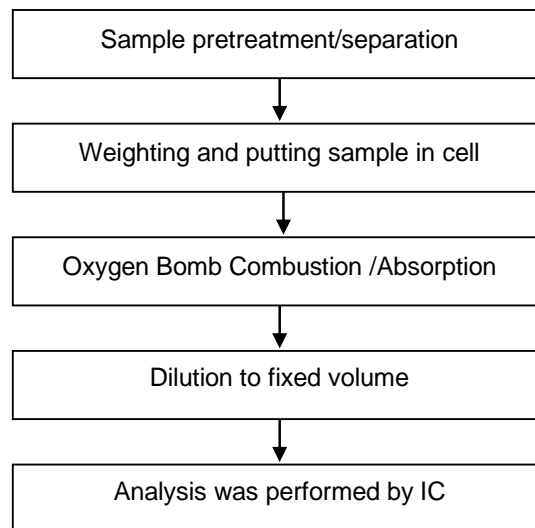 Sample pretreatment/separation
Weighting and putting sample in cell
Oxygen Bomb Combustion /Absorption
Dilution to fixed volume
Analysis was performed by IC